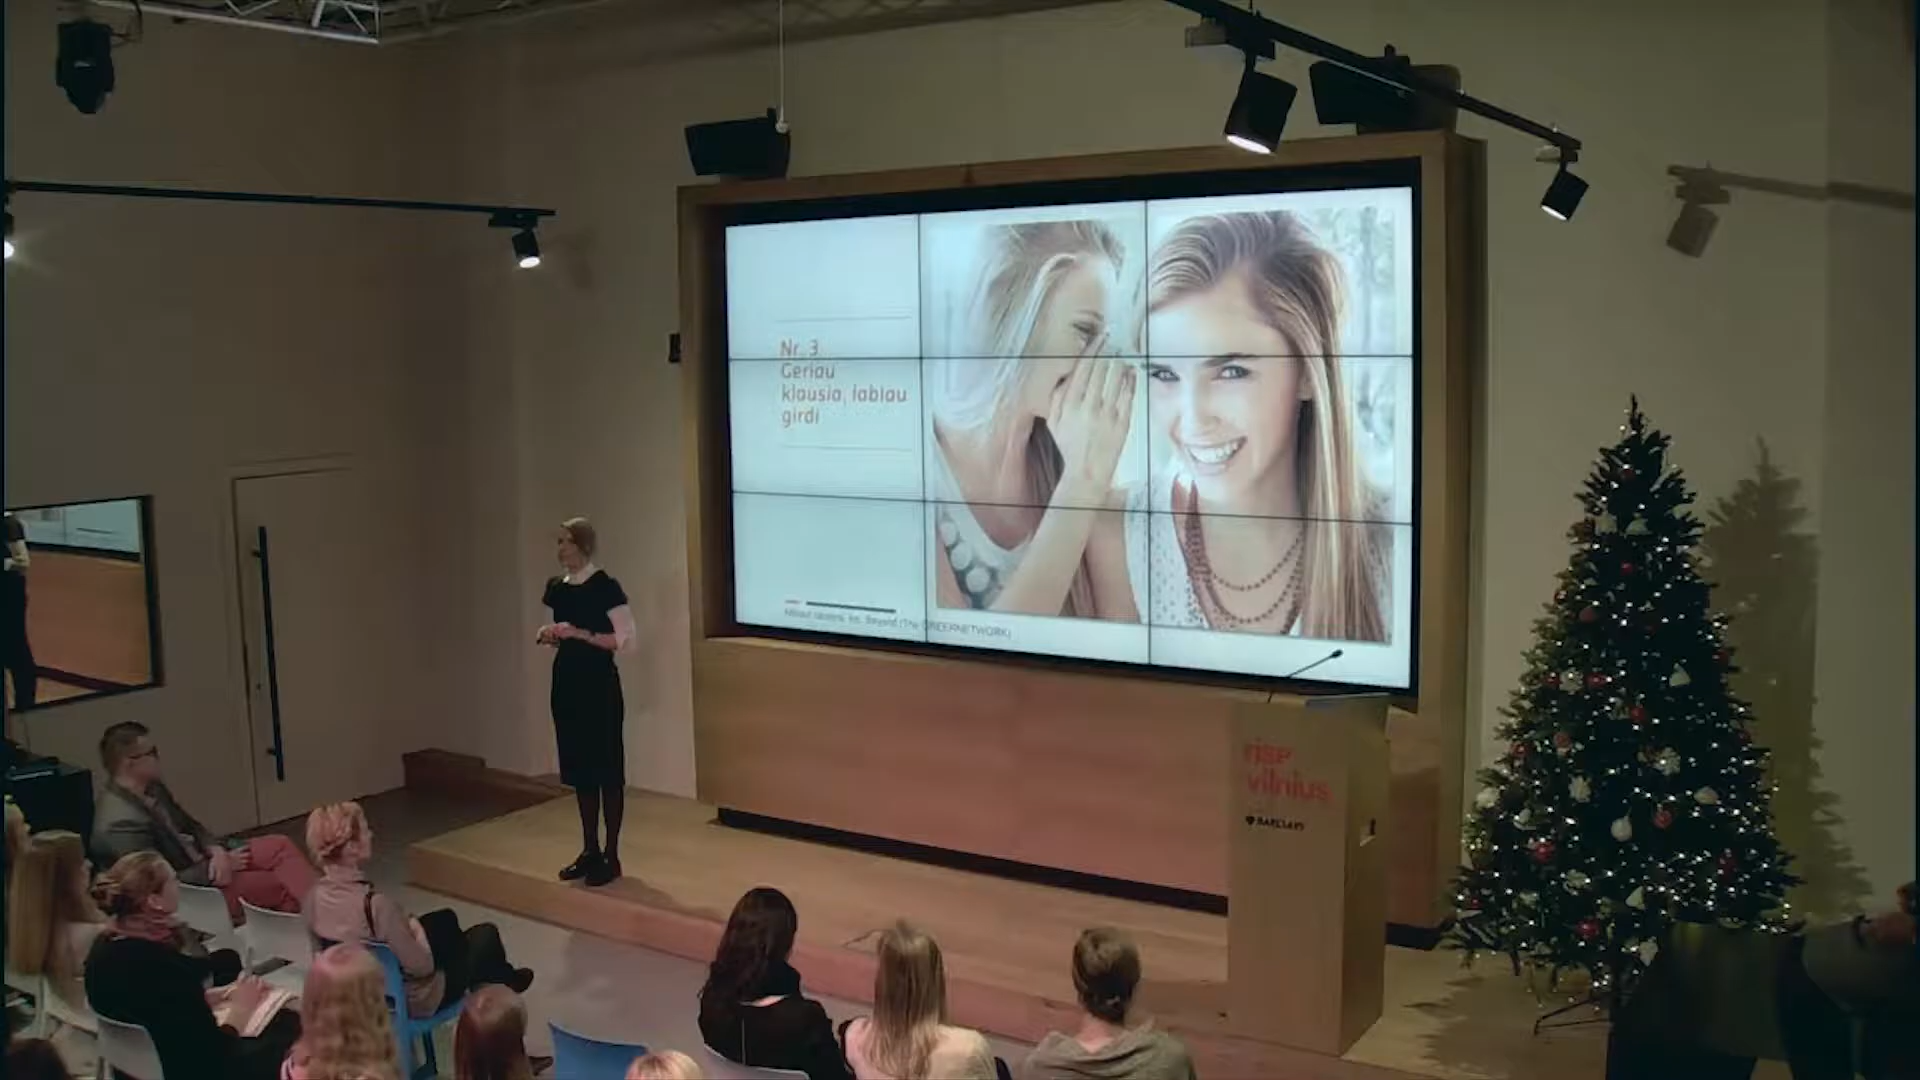 Nr. 3
Geriau
klausia, labiau
girdi
rise
vilnius
BARCLAYS